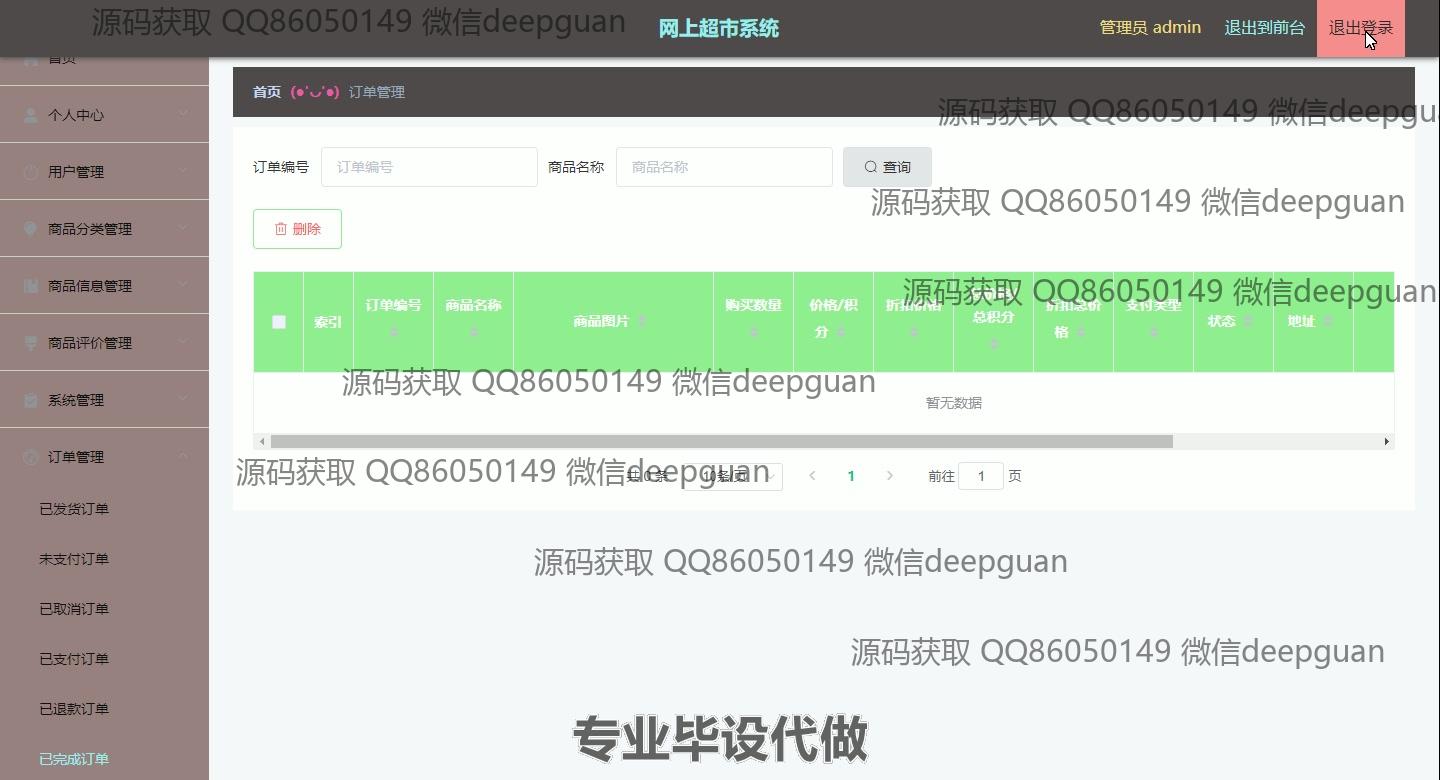 源码获取 QQ86050149 微信deepguan
网上超市系统
管理员 admin
退出到前台
退出登录
首页
个人中心
用户管理
商品分类管理
商品信息管理
商品评价管理
系统管理
订单管理
已发货订单
未支付订单
已取消订单
已支付订单
已退款订单
已完成订单
首页 (●'◡'●) 订单管理
源码获取 QQ86050149 微信deepgu
订单编号 订单编号 商品名称 商品名称 查询
源码获取 QQ86050149 微信deepguan
删除
源码获取 QQ86050149 微信deepguan
索引 订单编号 商品名称 商品图片 购买数量 价格/积分 折扣价格 总积分 折扣总价格 支付类型 状态 地址
源码获取 QQ86050149 微信deepguan
暂无数据
源码获取 QQ86050149 微信deepguan
共 0 条 10条/页 1 前往 1 页
源码获取 QQ86050149 微信deepguan
源码获取 QQ86050149 微信deepguan
专业毕设代做